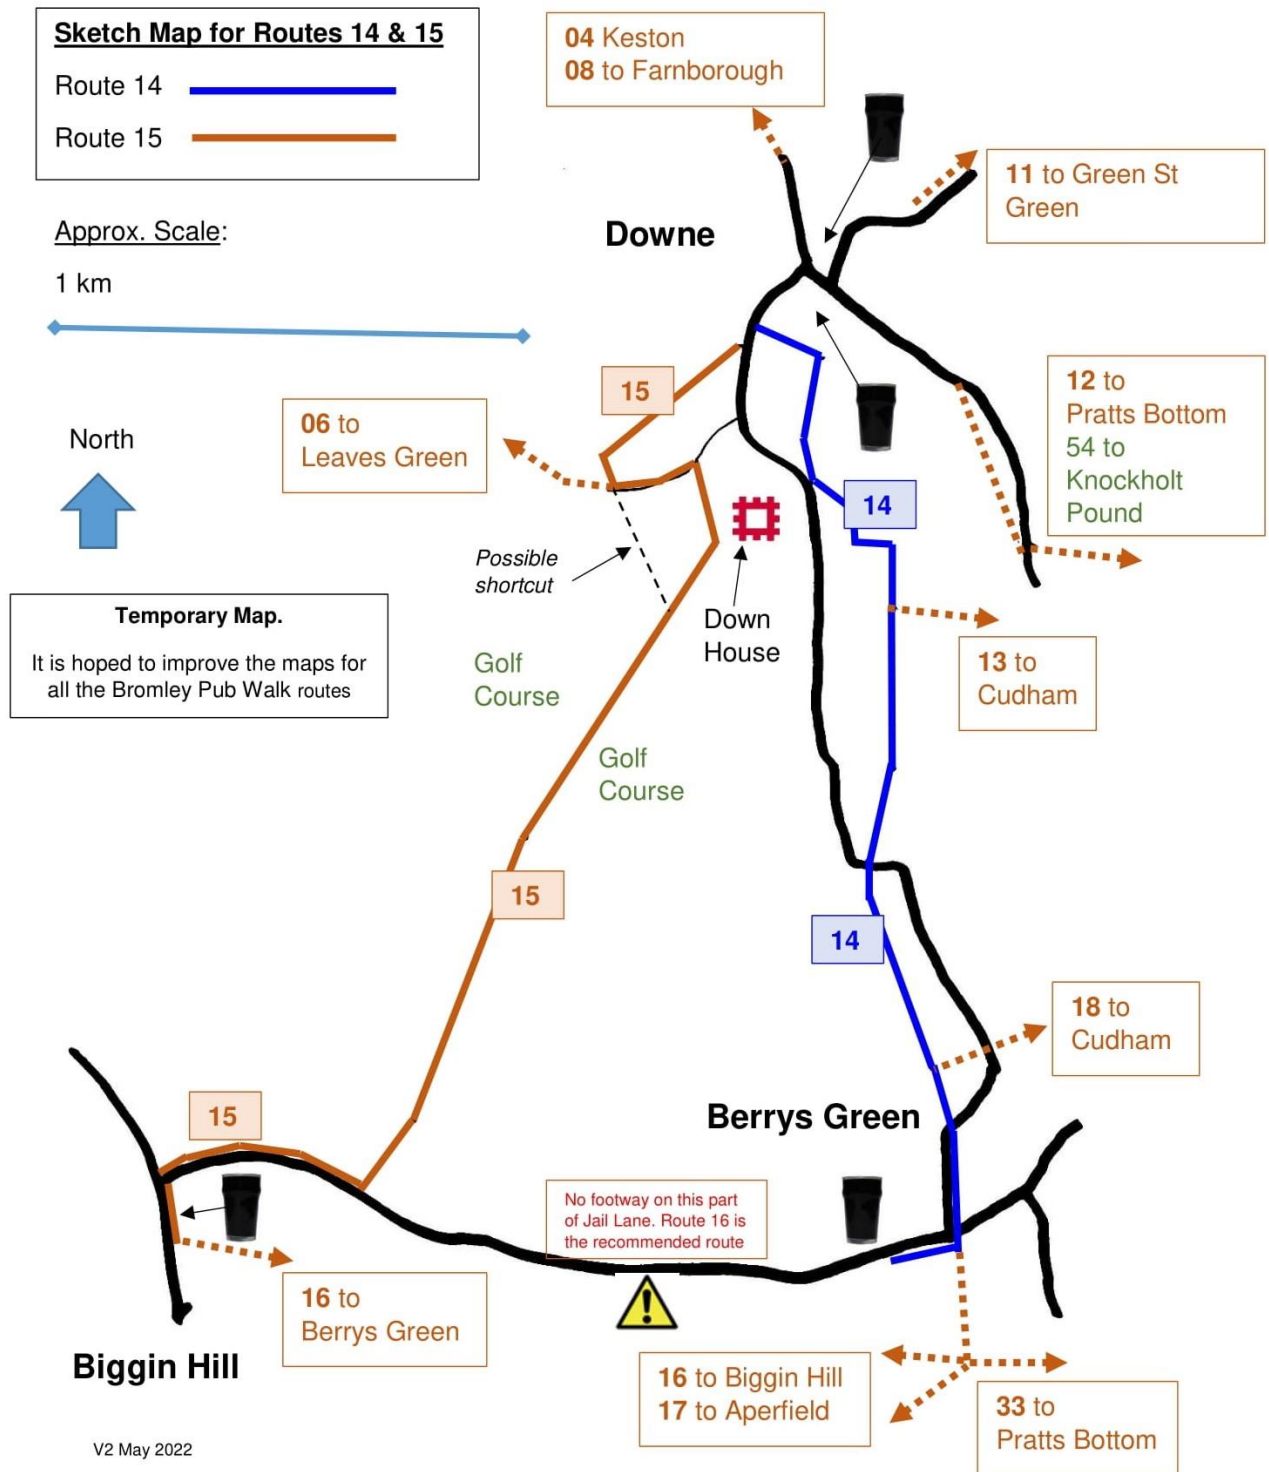 Sketch Map for Routes 14 & 15
Route 14
Route 15
Approx. Scale:
1 km
North
Temporary Map.
It is hoped to improve the maps for
all the Bromley Pub Walk routes
04 Keston
08 to Farnborough
11 to Green St
Green
Downe
15
06 to
Leaves Green
12 to
Pratts Bottom
54 to
Knockholt
Pound
14
Possible
shortcut
Down
House
13 to
Cudham
Golf
Course
Golf
Course
15
14
18 to
Cudham
15
Berrys Green
No footway on this part
of Jail Lane. Route 16 is
the recommended route
16 to
Berrys Green
Biggin Hill
16 to Biggin Hill
17 to Aperfield
33 to
Pratts Bottom
V2 May 2022